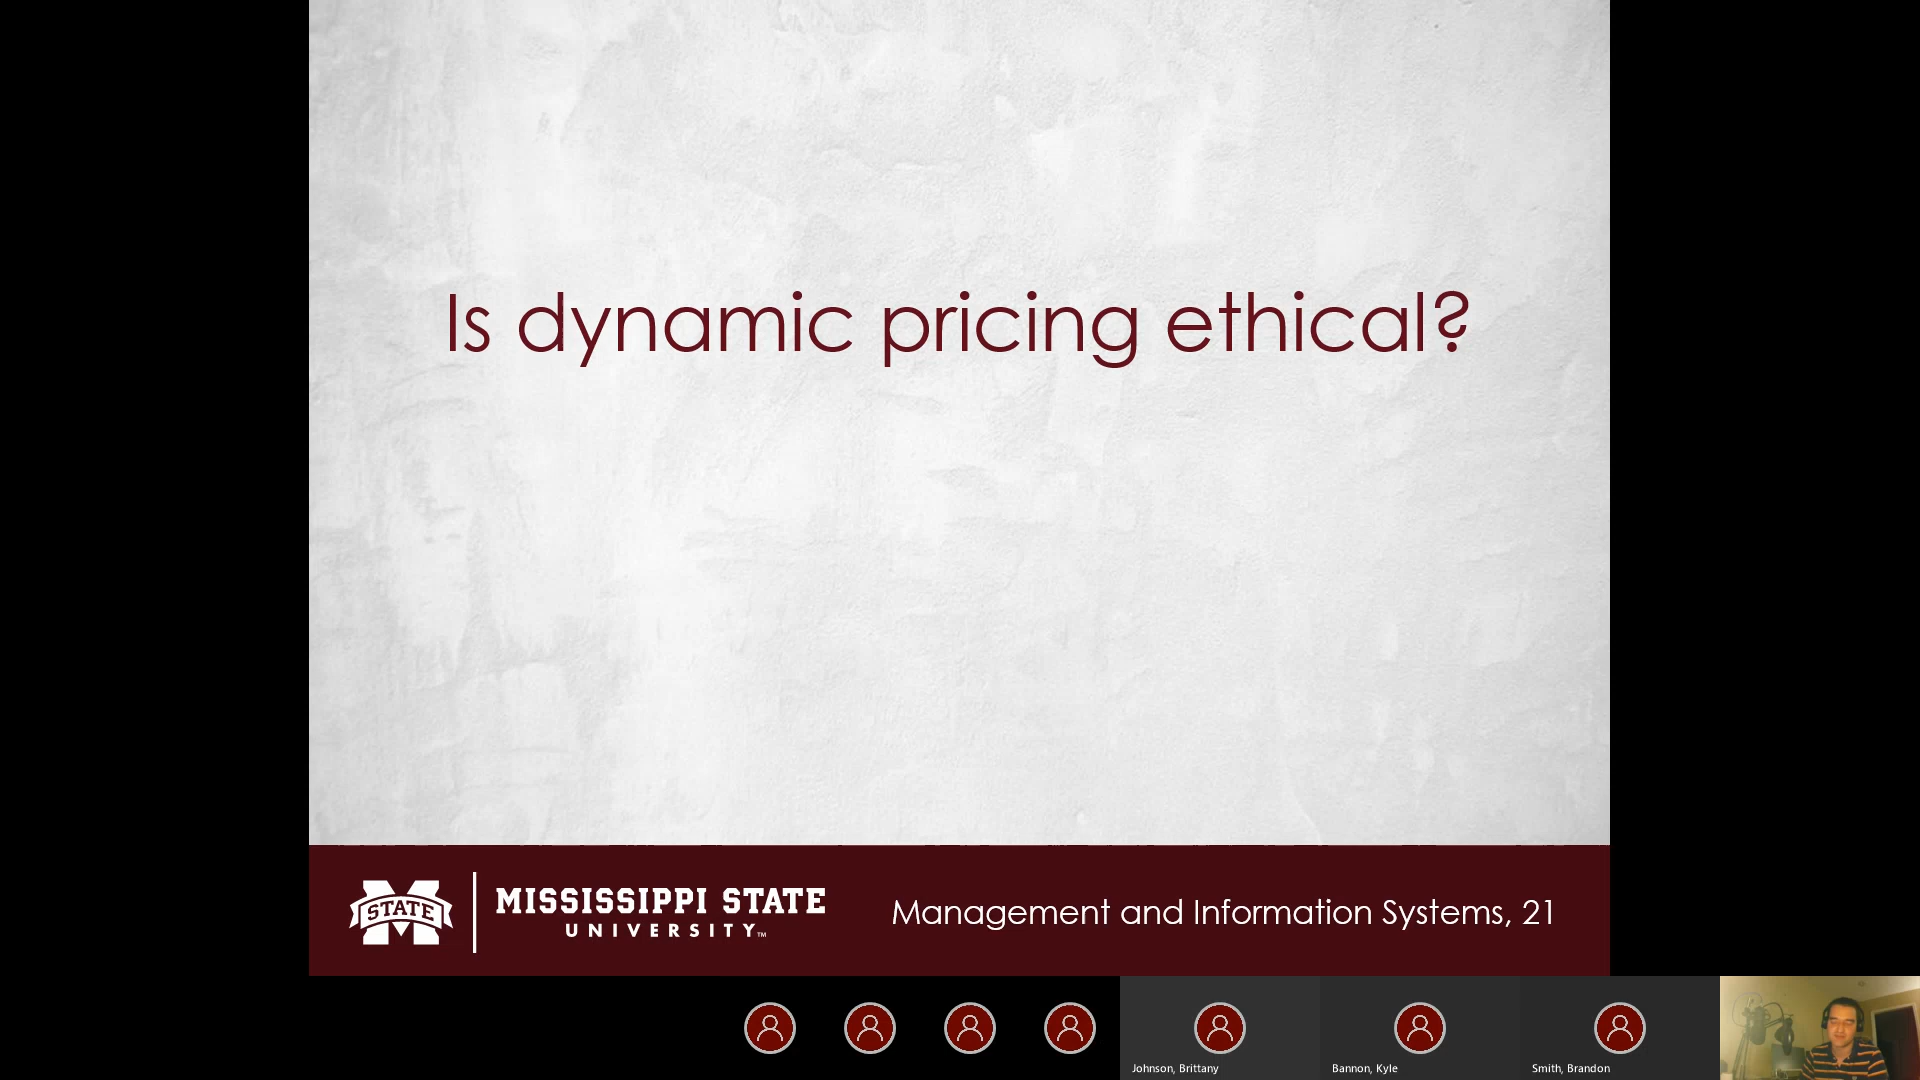 Is dynamic pricing ethical?
STATE
MISSISSIPPI STATE
UNIVERSITY™
Management and Information Systems, 21
Johnson, Brittany
Bannon, Kyle
Smith, Brandon